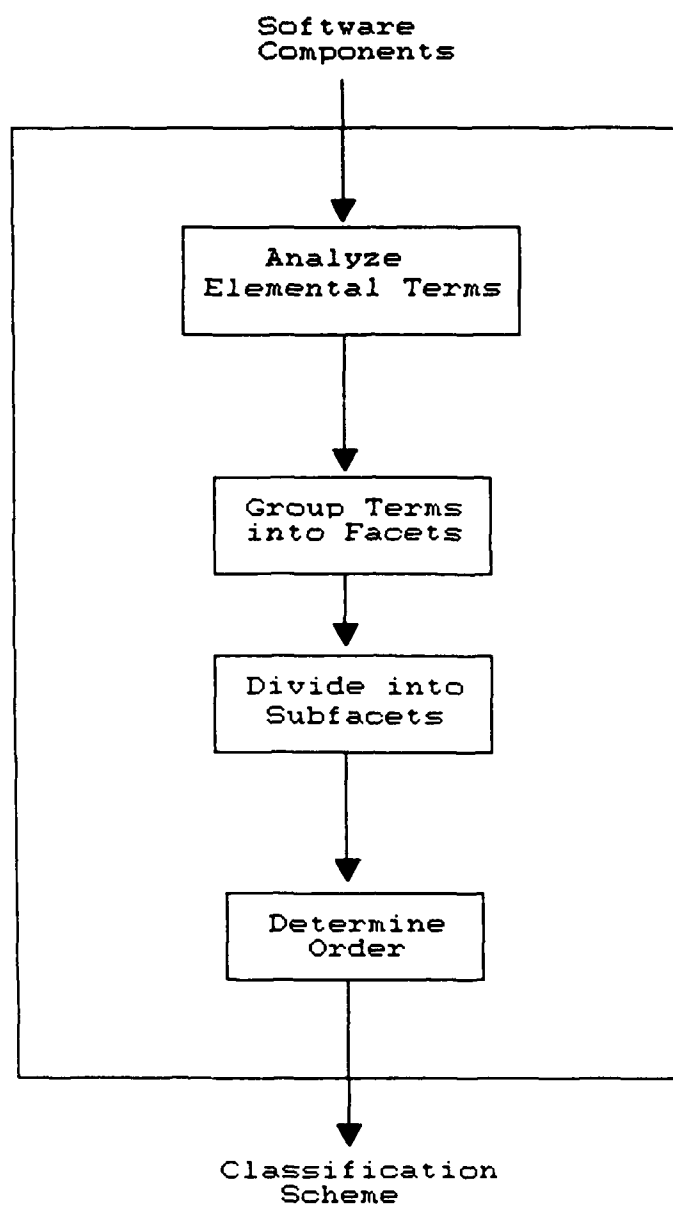 Software
Components
Analyze
Elemental Terms
Group Terms
into Facets
Divide into
Subfacets
Determine
Order
Classification
Scheme